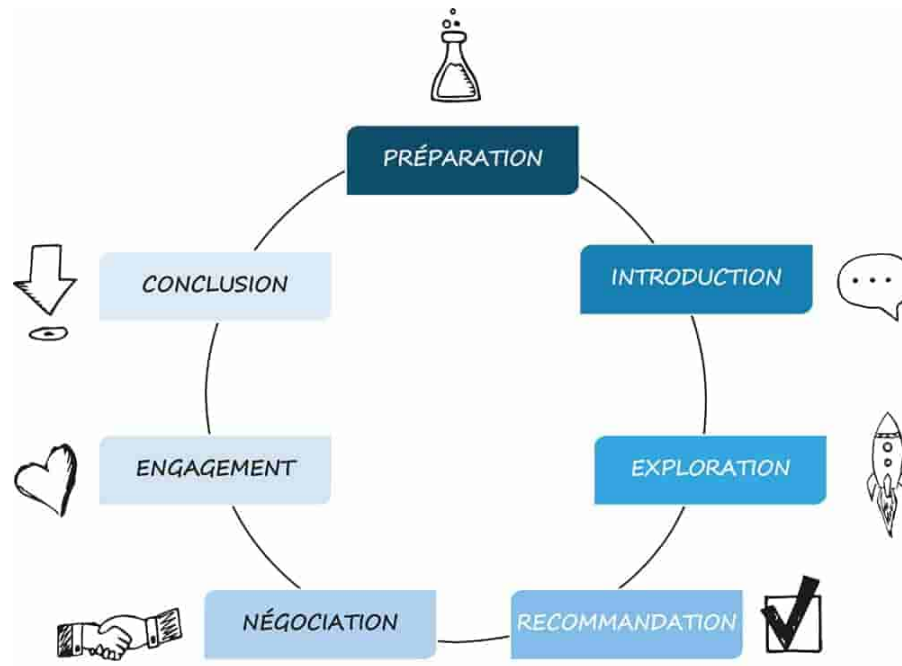 PRÉPARATION
INTRODUCTION
EXPLORATION
RECOMMANDATION
NÉGOCIATION
ENGAGEMENT
CONCLUSION